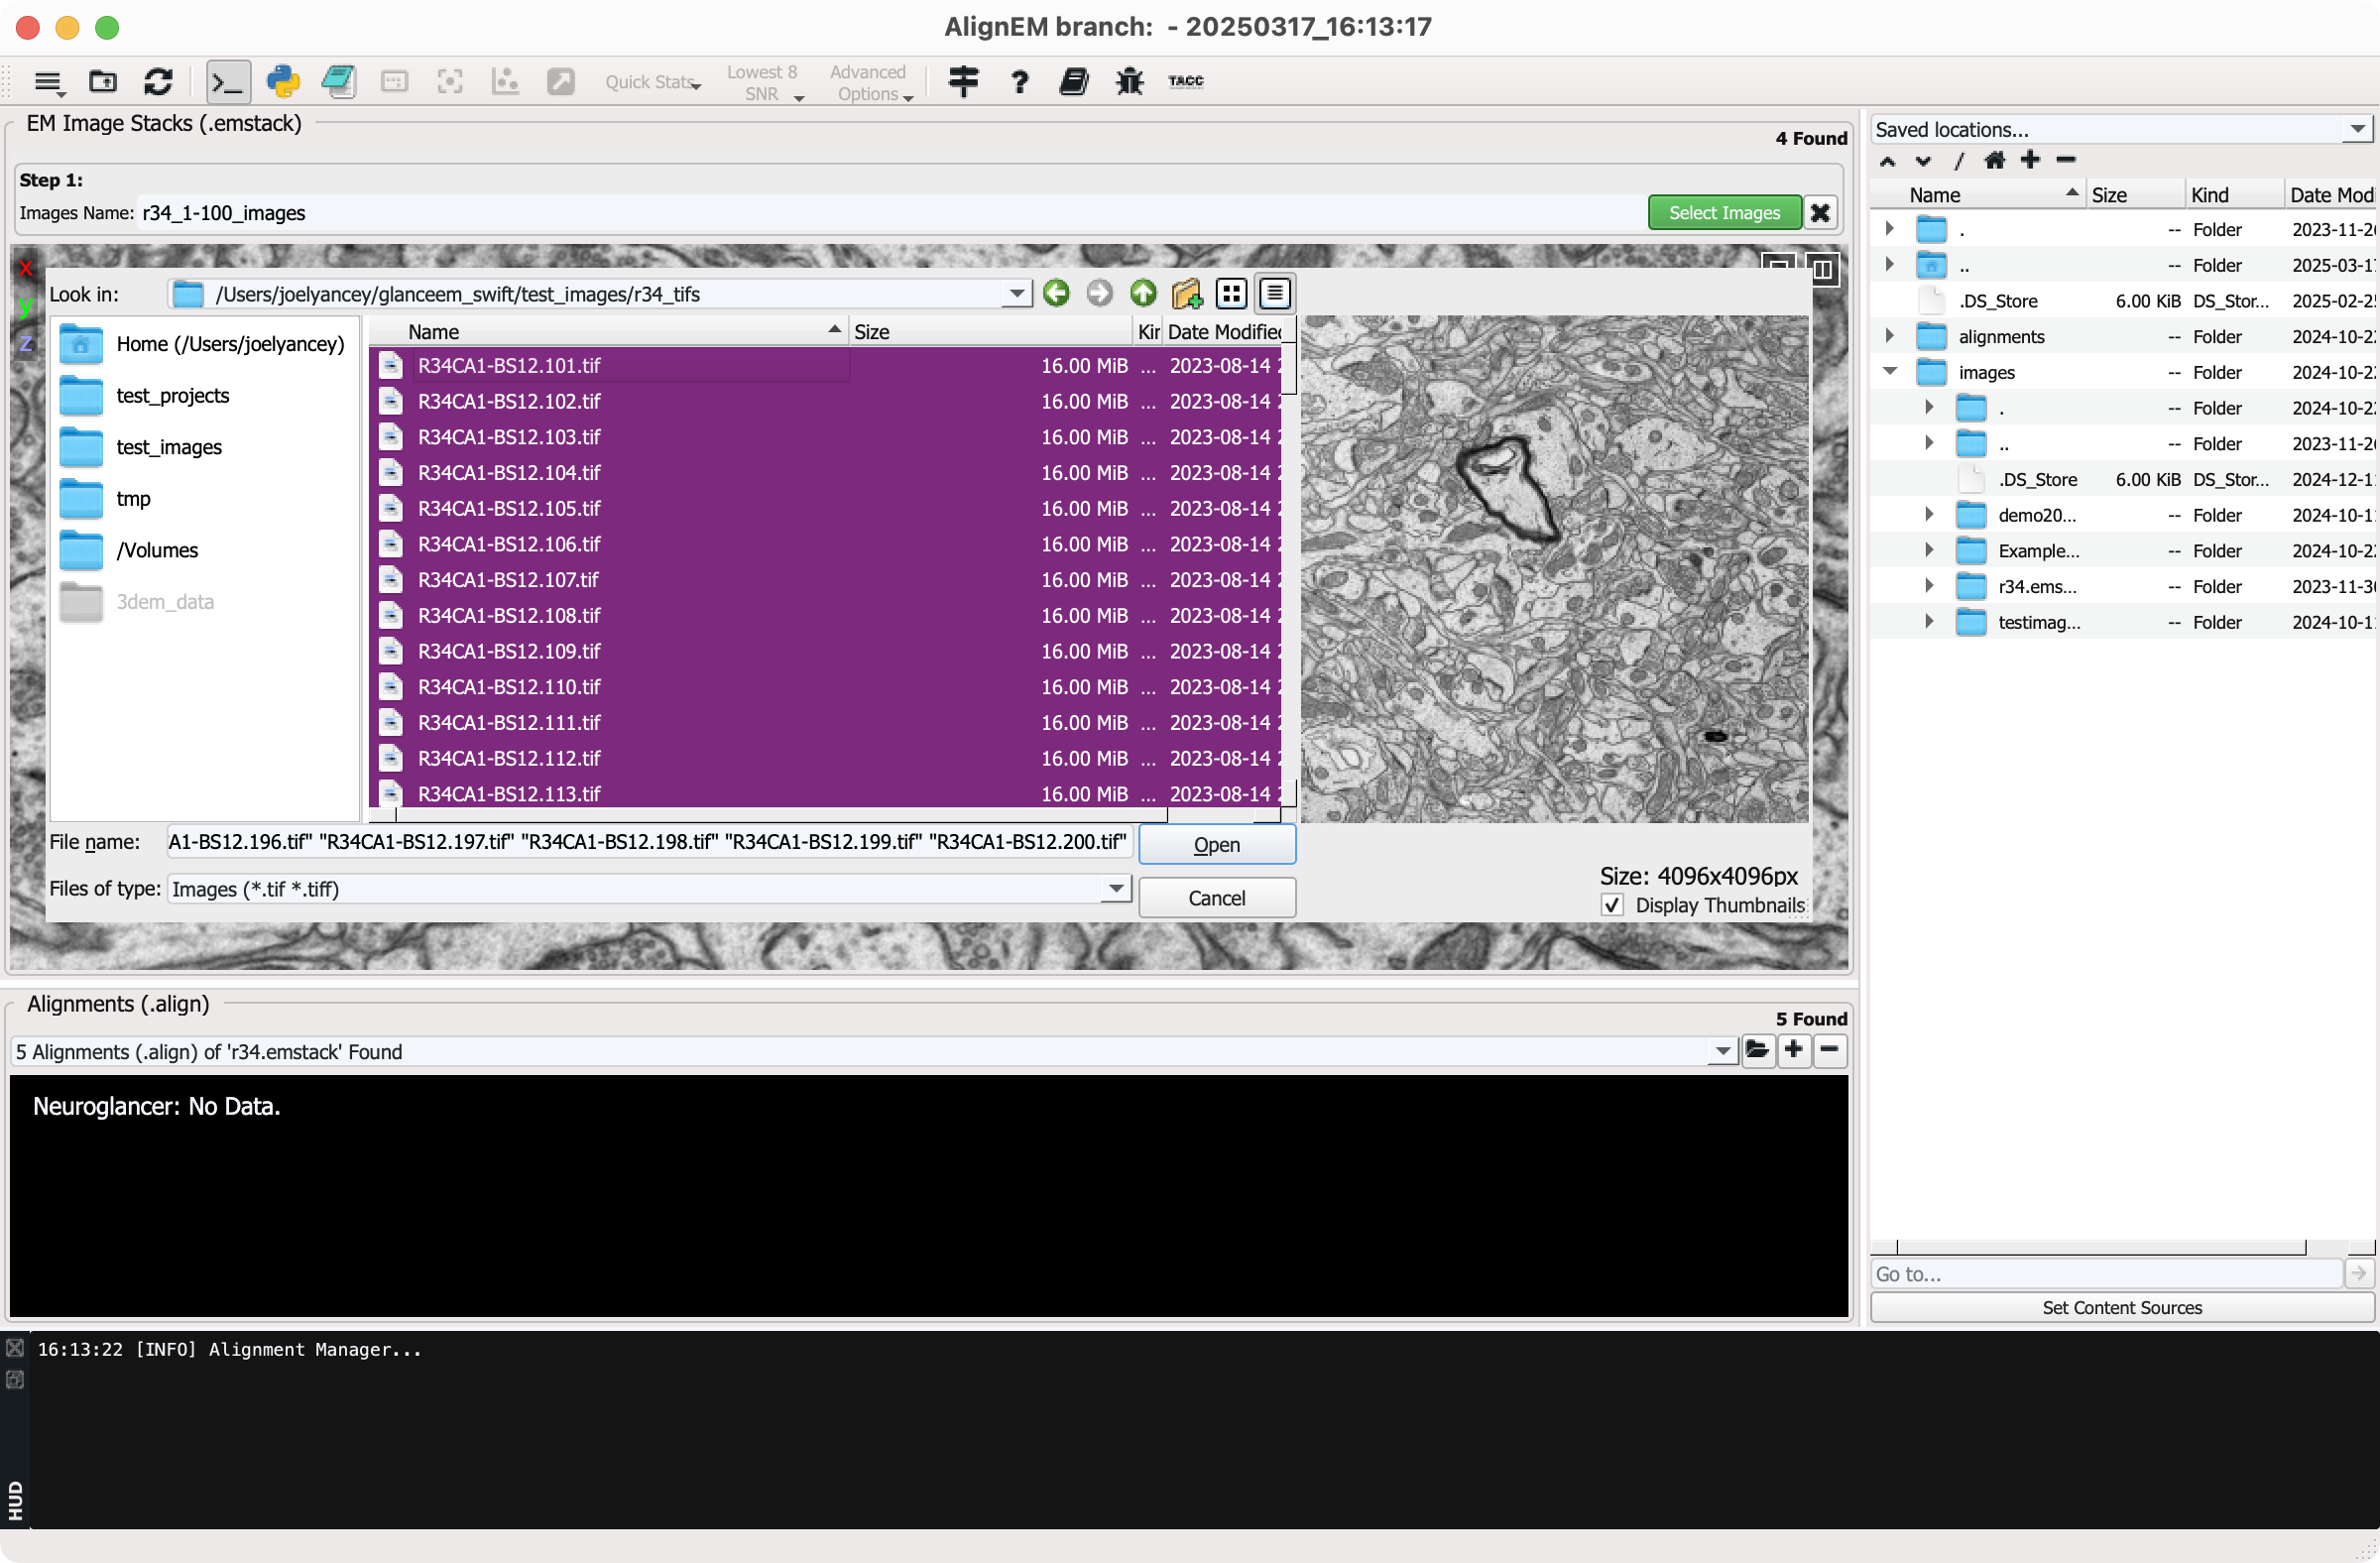 AlignEM branch:  - 20250317_16:13:17
Quick Stats
Lowest 8 SNR
Advanced Options
? TACC
EM Image Stacks (.emstack)
4 Found
Step 1:
Images Name: r34_1-100_images
Select Images
x
y
z
Look in: /Users/joelyancey/glanceem_swift/test_images/r34_tifs
Home (/Users/joelyancey)
test_projects
test_images
tmp
/Volumes
3dem_data
Name Size Kir Date Modified
R34CA1-BS12.101.tif 16.00 MiB ... 2023-08-14
R34CA1-BS12.102.tif 16.00 MiB ... 2023-08-14
R34CA1-BS12.103.tif 16.00 MiB ... 2023-08-14
R34CA1-BS12.104.tif 16.00 MiB ... 2023-08-14
R34CA1-BS12.105.tif 16.00 MiB ... 2023-08-14
R34CA1-BS12.106.tif 16.00 MiB ... 2023-08-14
R34CA1-BS12.107.tif 16.00 MiB ... 2023-08-14
R34CA1-BS12.108.tif 16.00 MiB ... 2023-08-14
R34CA1-BS12.109.tif 16.00 MiB ... 2023-08-14
R34CA1-BS12.110.tif 16.00 MiB ... 2023-08-14
R34CA1-BS12.111.tif 16.00 MiB ... 2023-08-14
R34CA1-BS12.112.tif 16.00 MiB ... 2023-08-14
R34CA1-BS12.113.tif 16.00 MiB ... 2023-08-14
File name: A1-BS12.196.tif" "R34CA1-BS12.197.tif" "R34CA1-BS12.198.tif" "R34CA1-BS12.199.tif" "R34CA1-BS12.200.tif"
Open
Files of type: Images (*.tif *.tiff)
Cancel
Size: 4096x4096px
Display Thumbnails
Alignments (.align)
5 Found
5 Alignments (.align) of 'r34.emstack' Found
Neuroglancer: No Data.
Saved locations...
/
Name Size Kind Date Modi
. -- Folder 2023-11-2
.. -- Folder 2025-03-1
.DS_Store 6.00 KiB DS_Stor... 2025-02-2
alignments -- Folder 2024-10-2
images -- Folder 2024-10-2
. -- Folder 2024-10-2
.. -- Folder 2023-11-2
.DS_Store 6.00 KiB DS_Stor... 2024-12-1
demo20... -- Folder 2024-10-1
Example... -- Folder 2024-10-2
r34.ems... -- Folder 2023-11-3
testimag... -- Folder 2024-10-1
Go to...
Set Content Sources
16:13:22 [INFO] Alignment Manager...
HUD